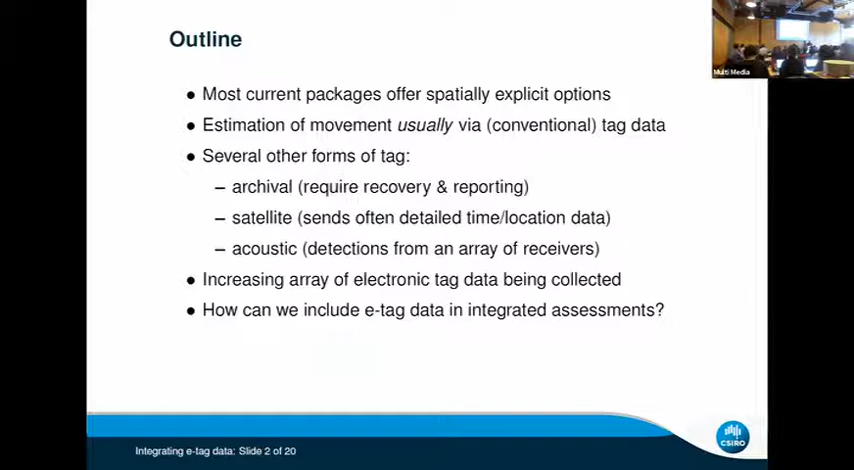 Outline
Multi Media
● Most current packages offer spatially explicit options
● Estimation of movement usually via (conventional) tag data
● Several other forms of tag:
– archival (require recovery & reporting)
– satellite (sends often detailed time/location data)
– acoustic (detections from an array of receivers)
● Increasing array of electronic tag data being collected
● How can we include e-tag data in integrated assessments?
Integrating e-tag data: Slide 2 of 20
CSIRO